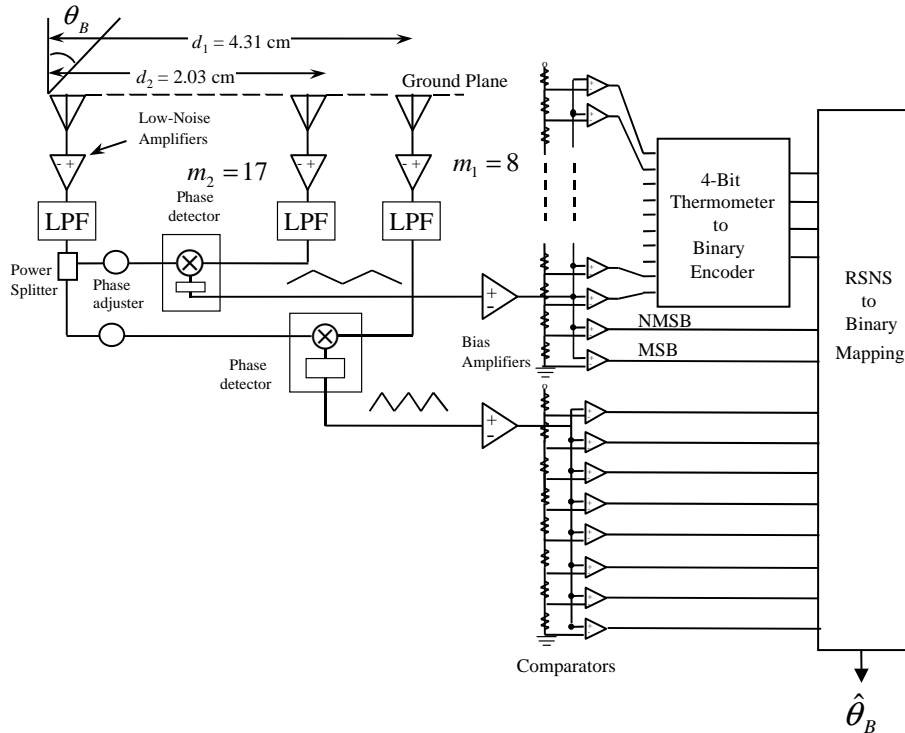 θ_B
d₁ = 4.31 cm
d₂ = 2.03 cm
Ground Plane
Low-Noise
Amplifiers
- +
- +
- +
m₂ = 17
m₁ = 8
Phase
detector
LPF
LPF
LPF
4-Bit
Thermometer
to
Binary
Encoder
Power
Splitter
Phase
adjuster
+
-
Bias
Amplifiers
NMSB
MSB
RSNS
to
Binary
Mapping
Phase
detector
+
-
Comparators
θ̂_B